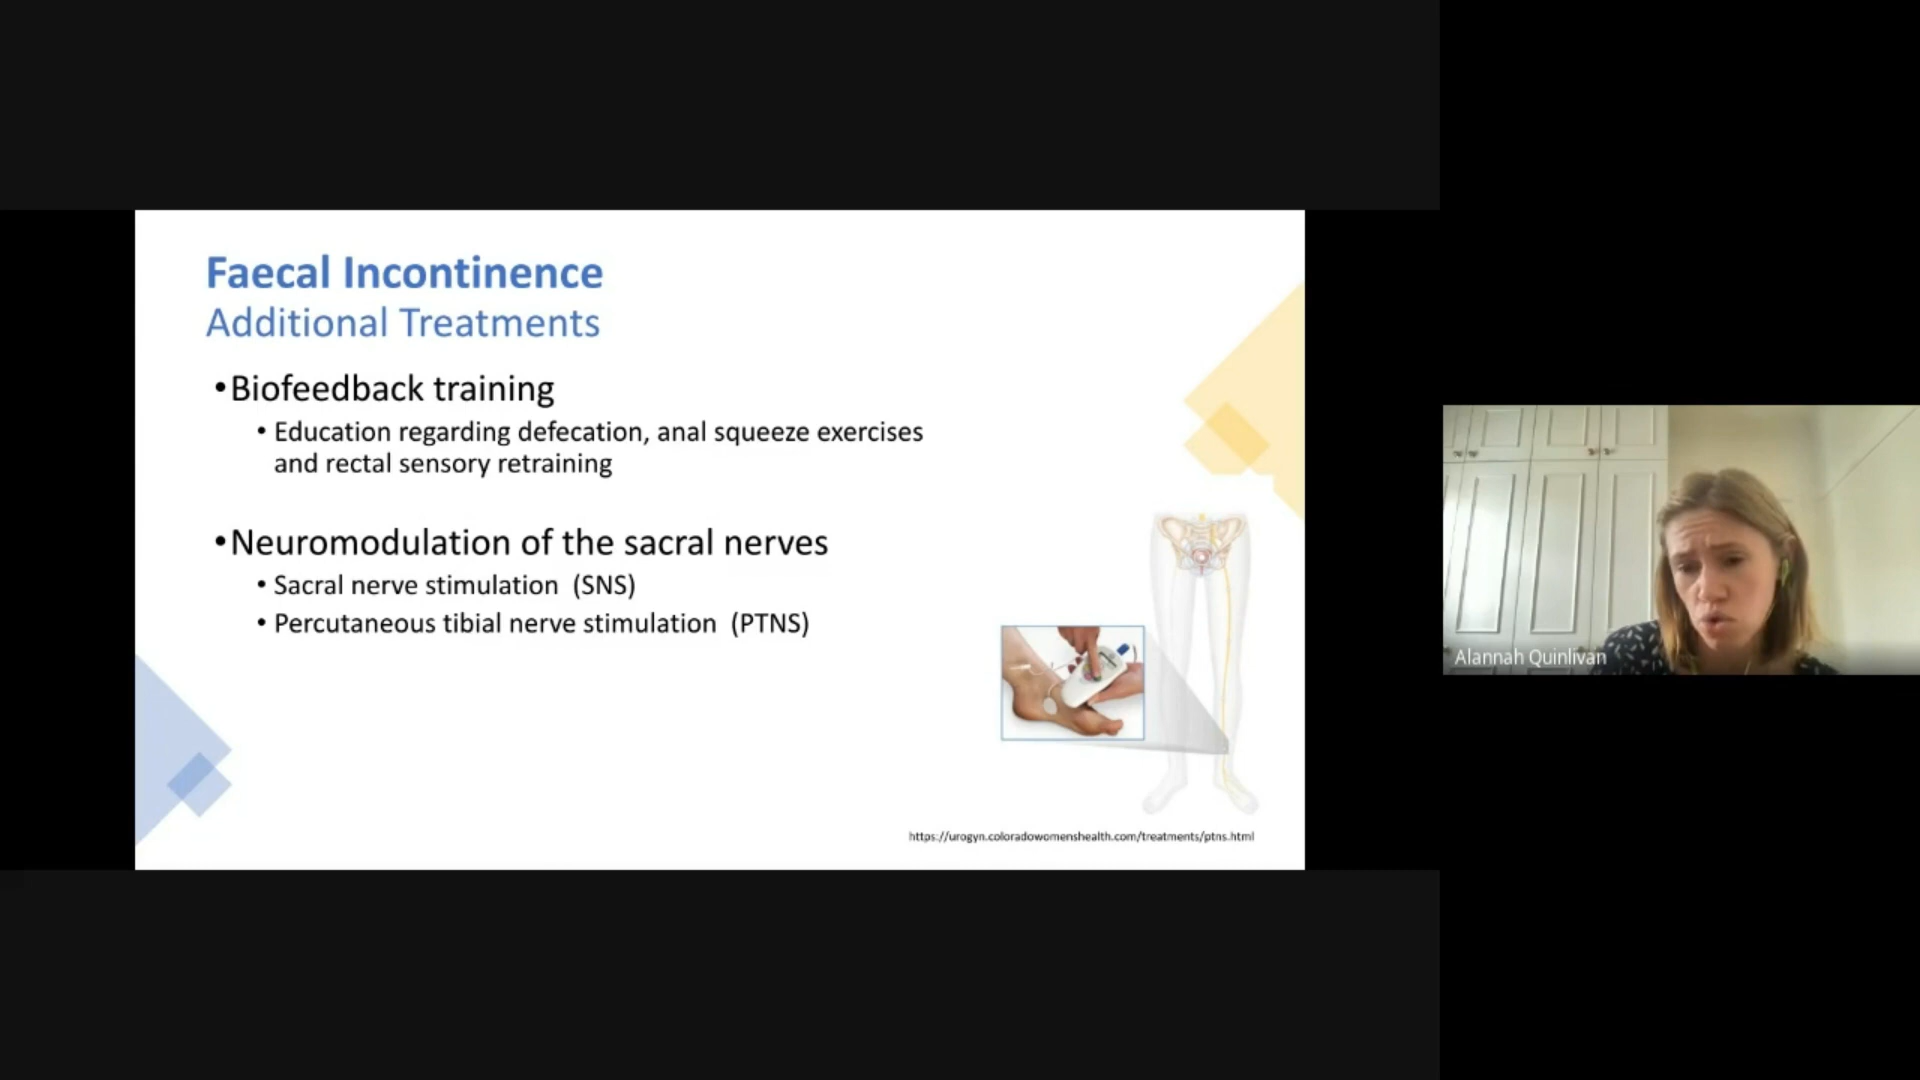 Faecal Incontinence
Additional Treatments
•Biofeedback training
• Education regarding defecation, anal squeeze exercises
and rectal sensory retraining
•Neuromodulation of the sacral nerves
• Sacral nerve stimulation (SNS)
• Percutaneous tibial nerve stimulation (PTNS)
https://urogyn.coloradowomenshealth.com/treatments/ptns.html
Alannah Quinlivan